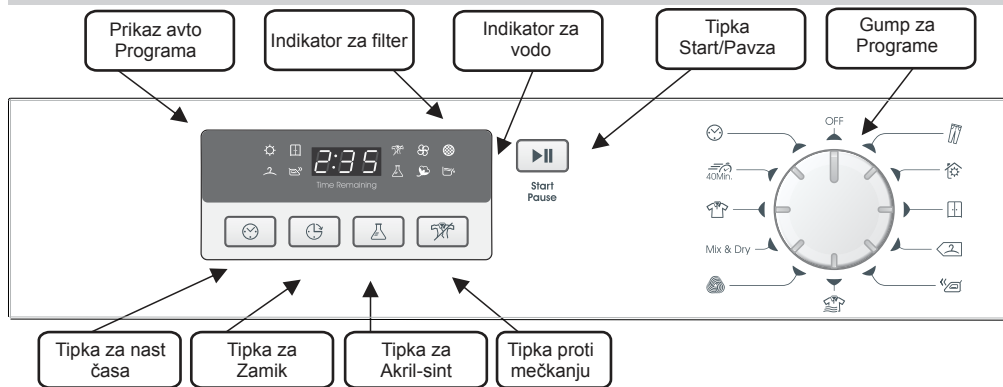 Prikaz avto
Programa
Indikator za filter
Indikator za
vodo
Tipka
Start/Pavza
Gump za
Programe
2:35
Time Remaining
Start
Pause
OFF
40Min.
Mix & Dry
Tipka za nast
časa
Tipka za
Zamik
Tipka za
Akril-sint
Tipka proti
mečkanju